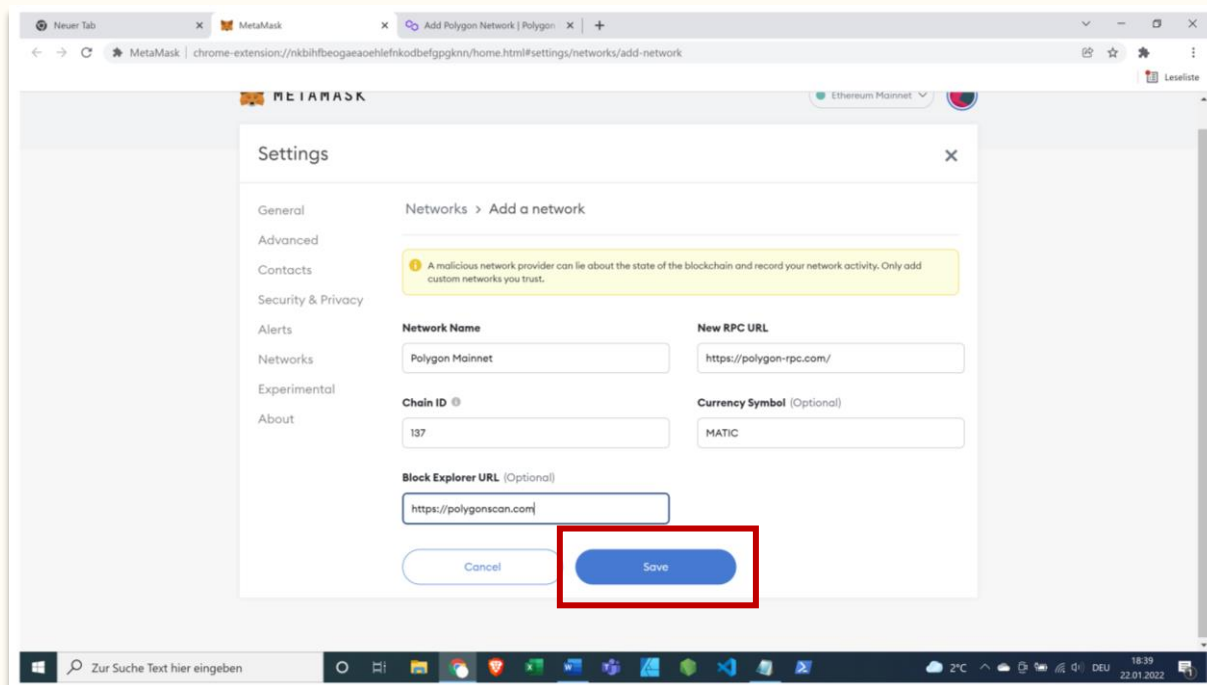 Neuer Tab
MetaMask
Add Polygon Network | Polygon
MetaMask | chrome-extension://nkbihfbeogaeaoehlefnkodbefgpgknn/home.html#settings/networks/add-network
Leseliste
METAMASK
Ethereum Mainnet
Settings
General
Advanced
Contacts
Security & Privacy
Alerts
Networks
Experimental
About
Networks > Add a network
A malicious network provider can lie about the state of the blockchain and record your network activity. Only add
custom networks you trust.
Network Name
New RPC URL
Polygon Mainnet
https://polygon-rpc.com/
Chain ID
Currency Symbol (Optional)
137
MATIC
Block Explorer URL (Optional)
https://polygonscan.com
Cancel
Save
Zur Suche Text hier eingeben
2°C
DEU
18:39
22.01.2022